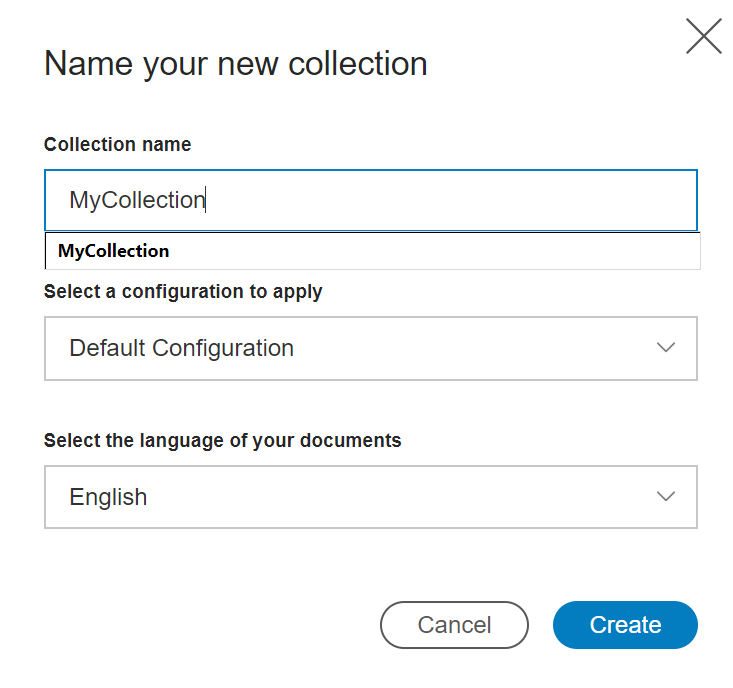 Name your new collection
Collection name
MyCollection
MyCollection
Select a configuration to apply
Default Configuration
Select the language of your documents
English
Cancel Create